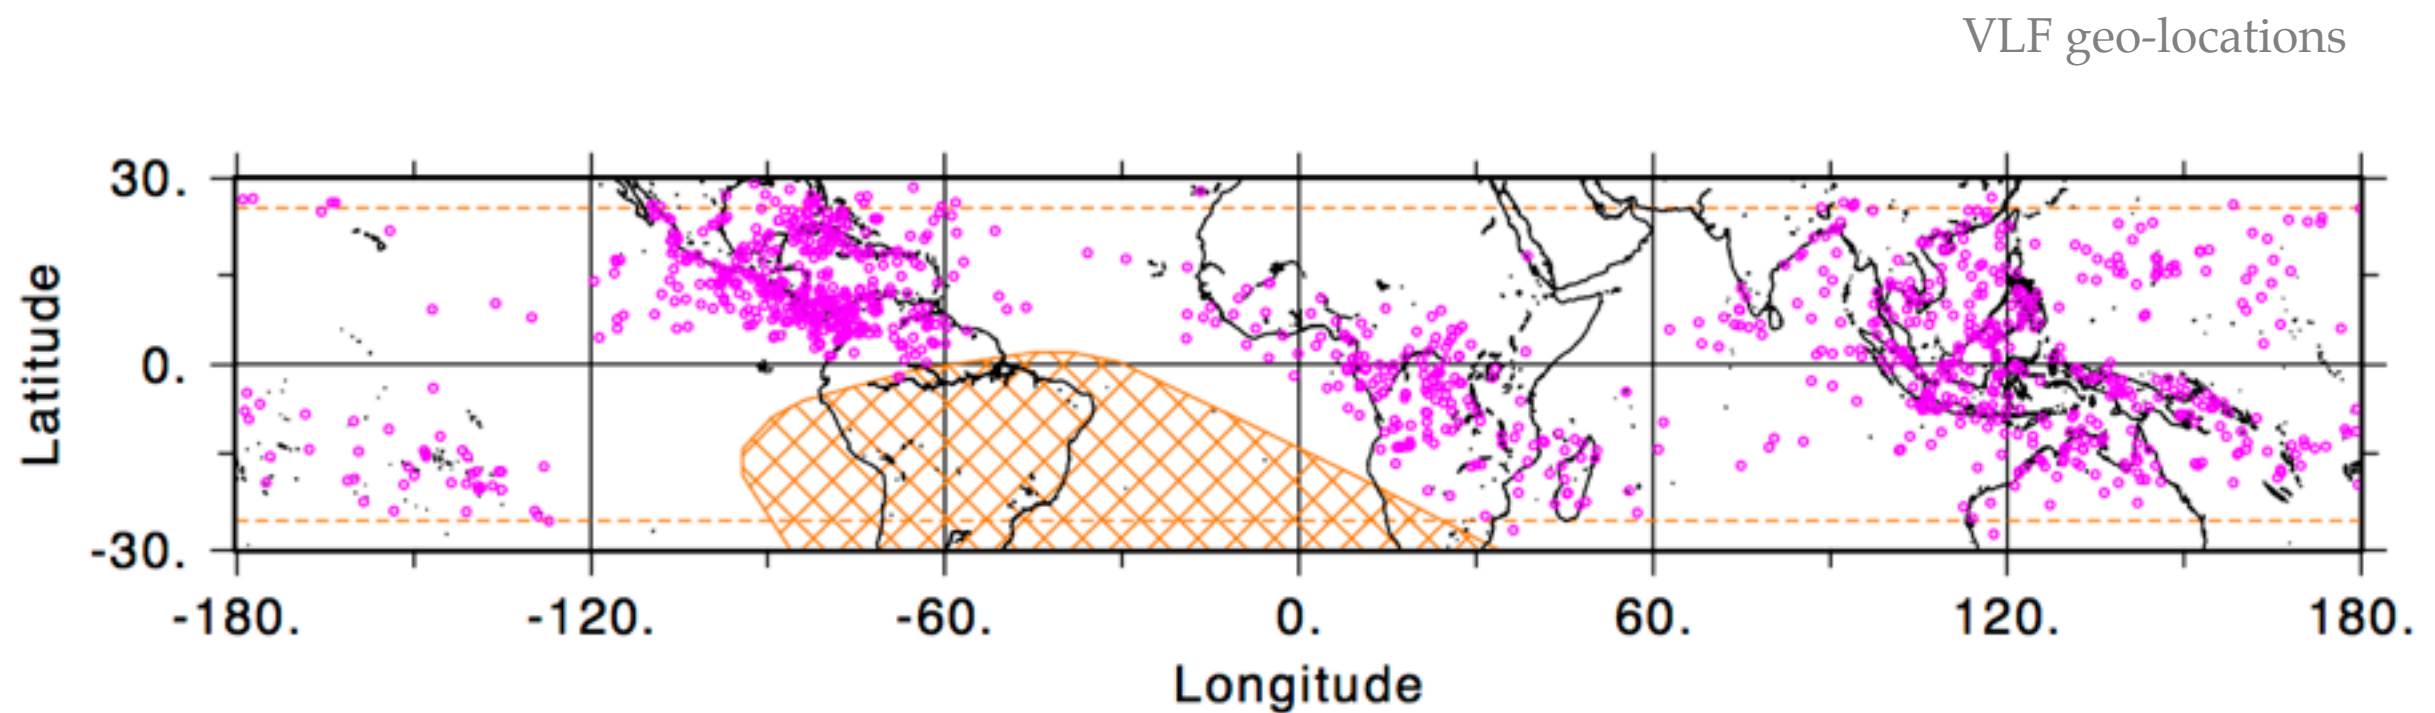 VLF geo-locations
30.
0.
-30.
Latitude
-180. -120. -60. 0. 60. 120. 180.
Longitude